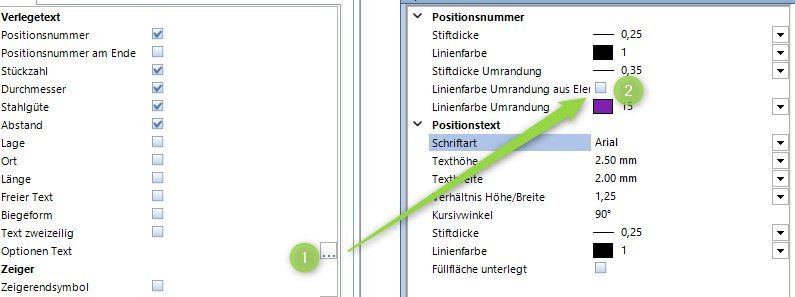 Verlegetext
Positionsnummer
Positionsnummer am Ende
Stückzahl
Durchmesser
Stahlgüte
Abstand
Lage
Ort
Länge
Freier Text
Biegeform
Text zweizeilig
Optionen Text 1 ...
Zeiger
Zeigerendsymbol
Positionsnummer
Stiftdicke 0,25
Linienfarbe 1
Stiftdicke Umrandung 0,35
Linienfarbe Umrandung aus Ele 2
Linienfarbe Umrandung 15
Positionstext
Schriftart Arial
Texthöhe 2.50 mm
Textbreite 2.00 mm
Verhältnis Höhe/Breite 1,25
Kursivwinkel 90°
Stiftdicke 0,25
Linienfarbe 1
Füllfläche unterlegt